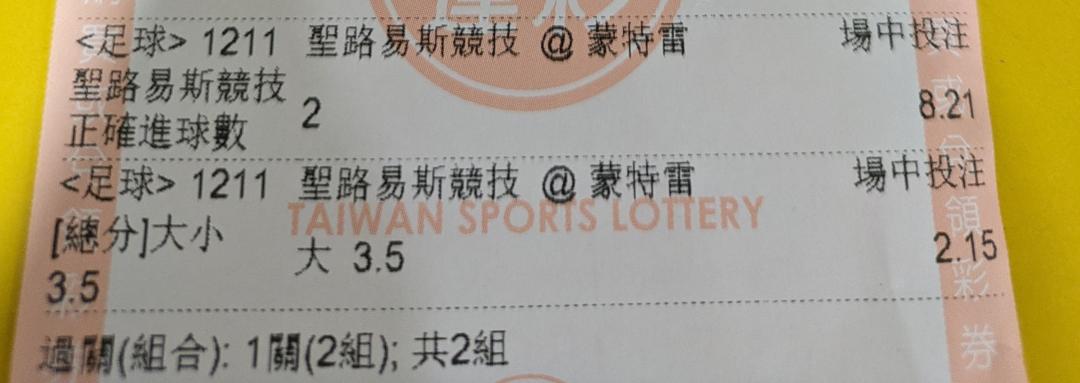 <足球> 1211 聖路易斯競技 @ 蒙特雷 場中投注
聖路易斯競技
正確進球數 2 8.21
<足球> 1211 聖路易斯競技 @ 蒙特雷 場中投注
TAIWAN SPORTS LOTTERY
[總分]大小
3.5 大 3.5 2.15
過關(組合): 1關(2組); 共2組
領
彩
券